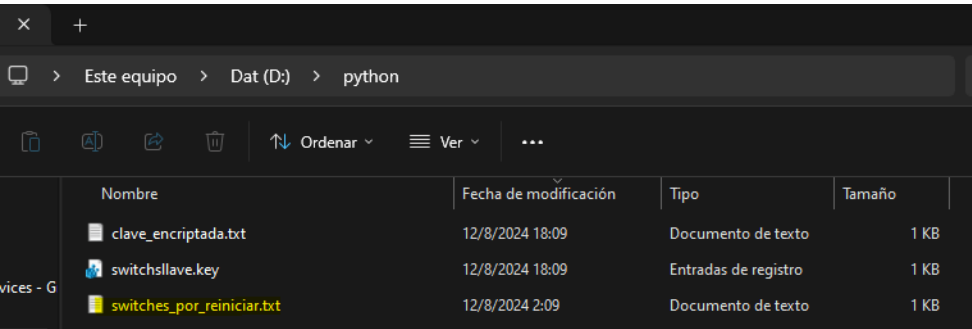 Este equipo > Dat (D:) > python
Ordenar Ver
Nombre Fecha de modificación Tipo Tamaño
clave_encriptada.txt 12/8/2024 18:09 Documento de texto 1 KB
switchsllave.key 12/8/2024 18:09 Entradas de registro 1 KB
vices - G
switches_por_reiniciar.txt 12/8/2024 2:09 Documento de texto 1 KB